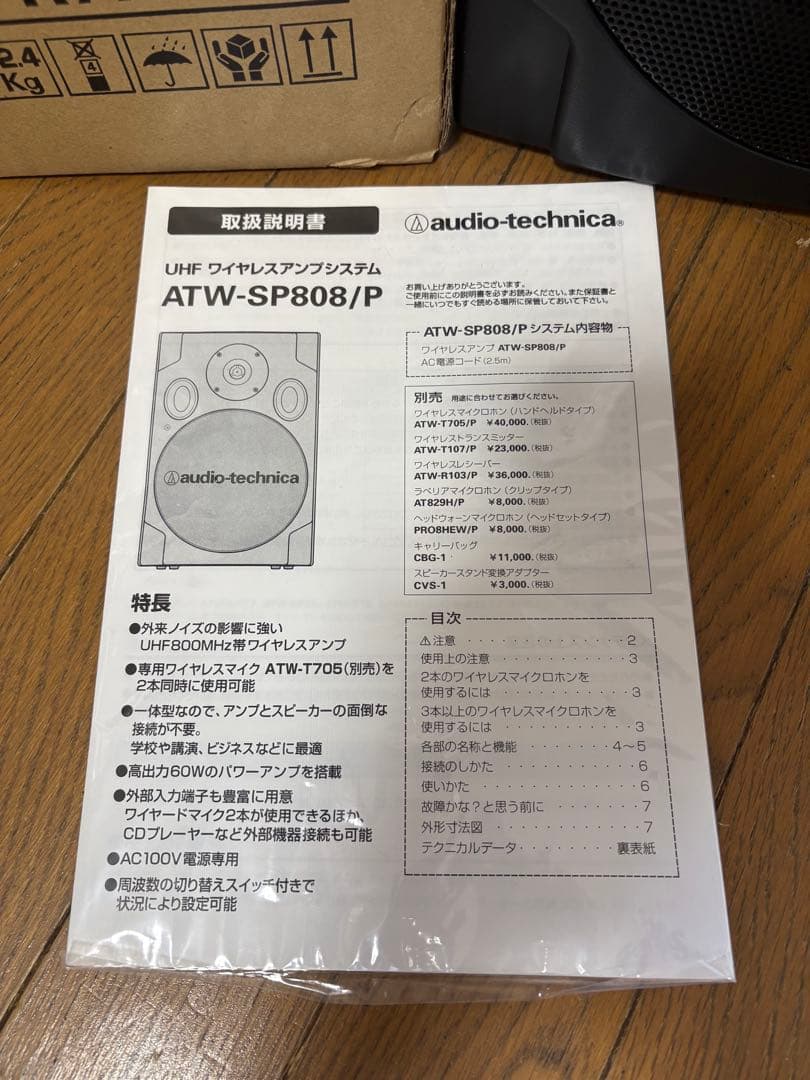 2.4
Kg
4
取扱説明書
audio-technica®
UHF ワイヤレスアンプシステム
ATW-SP808/P
お買い上げありがとうございます。
ご使用前にこの説明書を必ずお読みください。また保証書と
一緒にいつでもすぐ読める場所に保管しておいて下さい。
ATW-SP808/P システム内容物
ワイヤレスアンプ ATW-SP808/P
AC電源コード(2.5m)
別売 用途に合わせてお選びください。
ワイヤレスマイクロホン(ハンドヘルドタイプ)
ATW-T705/P ¥40,000.(税抜)
ワイヤレストランスミッター
ATW-T107/P ¥23,000.(税抜)
ワイヤレスレシーバー
ATW-R103/P ¥36,000.(税抜)
ラベリアマイクロホン(クリップタイプ)
AT829H/P ¥8,000.(税抜)
ヘッドウォーンマイクロホン(ヘッドセットタイプ)
PRO8HEW/P ¥8,000.(税抜)
キャリーバッグ
CBG-1 ¥11,000.(税抜)
スピーカースタンド変換アダプター
CVS-1 ¥3,000.(税抜)
audio-technica
特長
●外来ノイズの影響に強い
UHF800MHz帯ワイヤレスアンプ
●専用ワイヤレスマイク ATW-T705(別売)を
2本同時に使用可能
●一体型なので、アンプとスピーカーの面倒な
接続が不要。
学校や講演、ビジネスなどに最適
●高出力60Wのパワーアンプを搭載
●外部入力端子も豊富に用意
ワイヤードマイク2本が使用できるほか、
CDプレーヤーなど外部機器接続も可能
●AC100V電源専用
●周波数の切り替えスイッチ付きで
状況により設定可能
目次
⚠注意 ・・・・・・・・・・・・2
使用上の注意・・・・・・・・・・・3
2本のワイヤレスマイクロホンを
使用するには ・・・・・・・・・・3
3本以上のワイヤレスマイクロホンを
使用するには ・・・・・・・・・・3
各部の名称と機能 ・・・・・・・4〜5
接続のしかた ・・・・・・・・・・6
使いかた ・・・・・・・・・・・・6
故障かな?と思う前に ・・・・・・7
外形寸法図 ・・・・・・・・・・・7
テクニカルデータ・・・・・・・・裏表紙